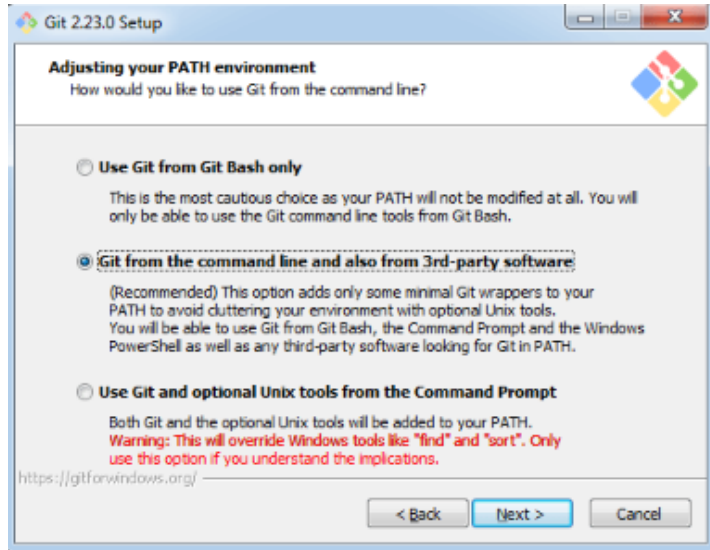 Git 2.23.0 Setup
Adjusting your PATH environment
How would you like to use Git from the command line?
Use Git from Git Bash only
This is the most cautious choice as your PATH will not be modified at all. You will
only be able to use the Git command line tools from Git Bash.
Git from the command line and also from 3rd-party software
(Recommended) This option adds only some minimal Git wrappers to your
PATH to avoid cluttering your environment with optional Unix tools.
You will be able to use Git from Git Bash, the Command Prompt and the Windows
PowerShell as well as any third-party software looking for Git in PATH.
Use Git and optional Unix tools from the Command Prompt
Both Git and the optional Unix tools will be added to your PATH.
Warning: This will override Windows tools like "find" and "sort". Only
use this option if you understand the implications.
https://gitforwindows.org/
< Back Next > Cancel